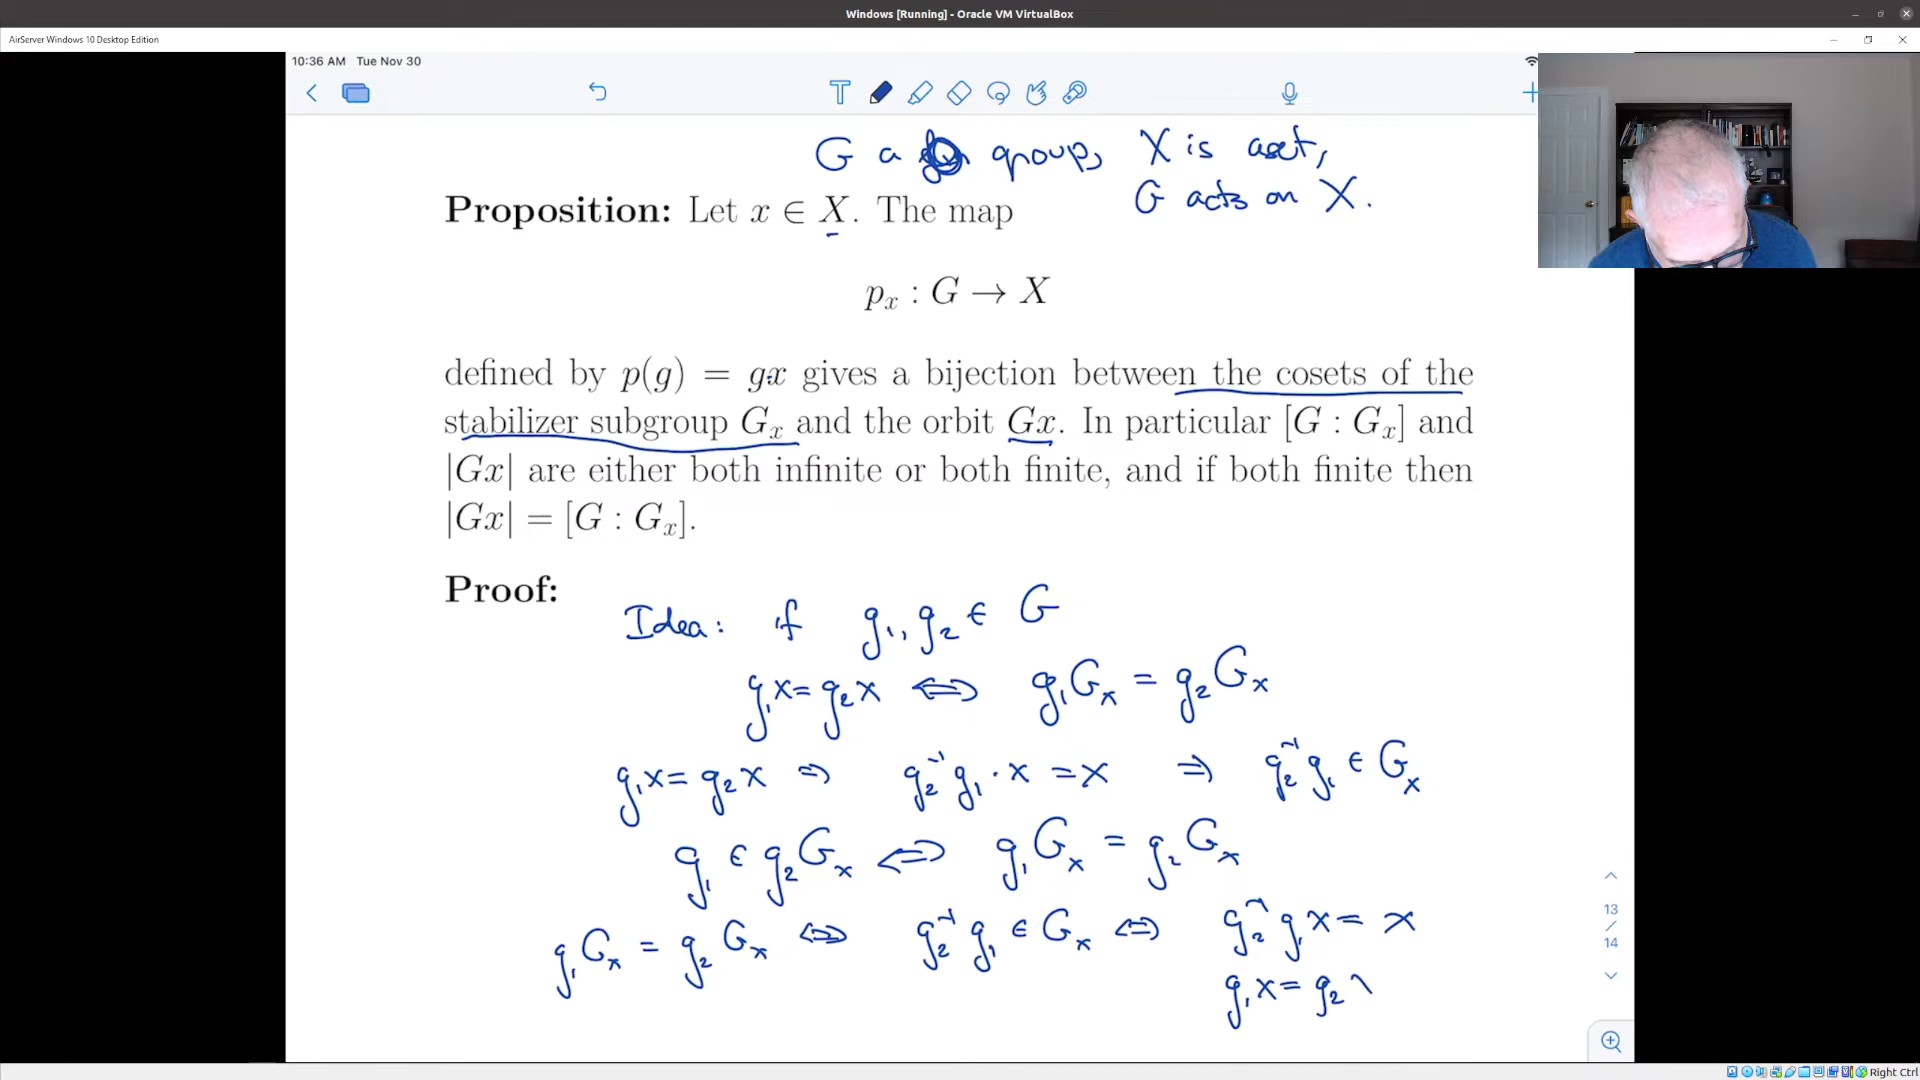 Windows [Running] - Oracle VM VirtualBox
AirServer Windows 10 Desktop Edition
10:36 AM Tue Nov 30
G a group, X is a set,
G acts on X.
Proposition: Let x ∈ X. The map
pₓ : G → X
defined by p(g) = gx gives a bijection between the cosets of the
stabilizer subgroup Gₓ and the orbit Gx. In particular [G : Gₓ] and
|Gx| are either both infinite or both finite, and if both finite then
|Gx| = [G : Gₓ].
Proof:
Idea: if g₁, g₂ ∈ G
g₁x = g₂x ⇔ g₁Gₓ = g₂Gₓ
g₁x = g₂x ⇒ g₂⁻¹g₁·x = x ⇒ g₂⁻¹g₁ ∈ Gₓ
g₁ ∈ g₂Gₓ ⇔ g₁Gₓ = g₂Gₓ
g₁Gₓ = g₂Gₓ ⇔ g₂⁻¹g₁ ∈ Gₓ ⇔ g₂⁻¹g₁x = x
g₁x = g₂
13
/
14
Right Ctrl